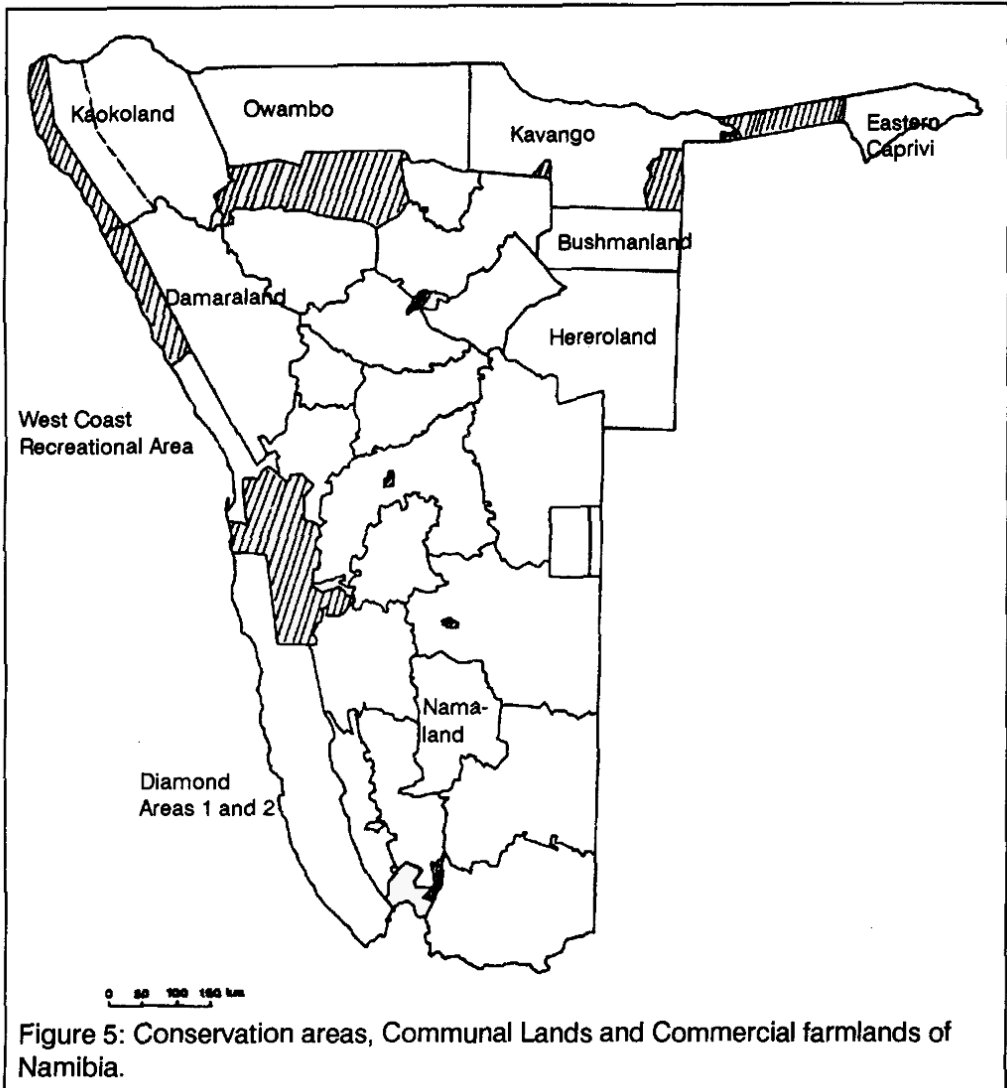 Kaokoland
Owambo
Kavango
Eastern
Caprivi
Bushmanland
Damaraland
Hereroland
West Coast
Recreational Area
Nama-
land
Diamond
Areas 1 and 2
0 50 100 150 km
Figure 5: Conservation areas, Communal Lands and Commercial farmlands of
Namibia.